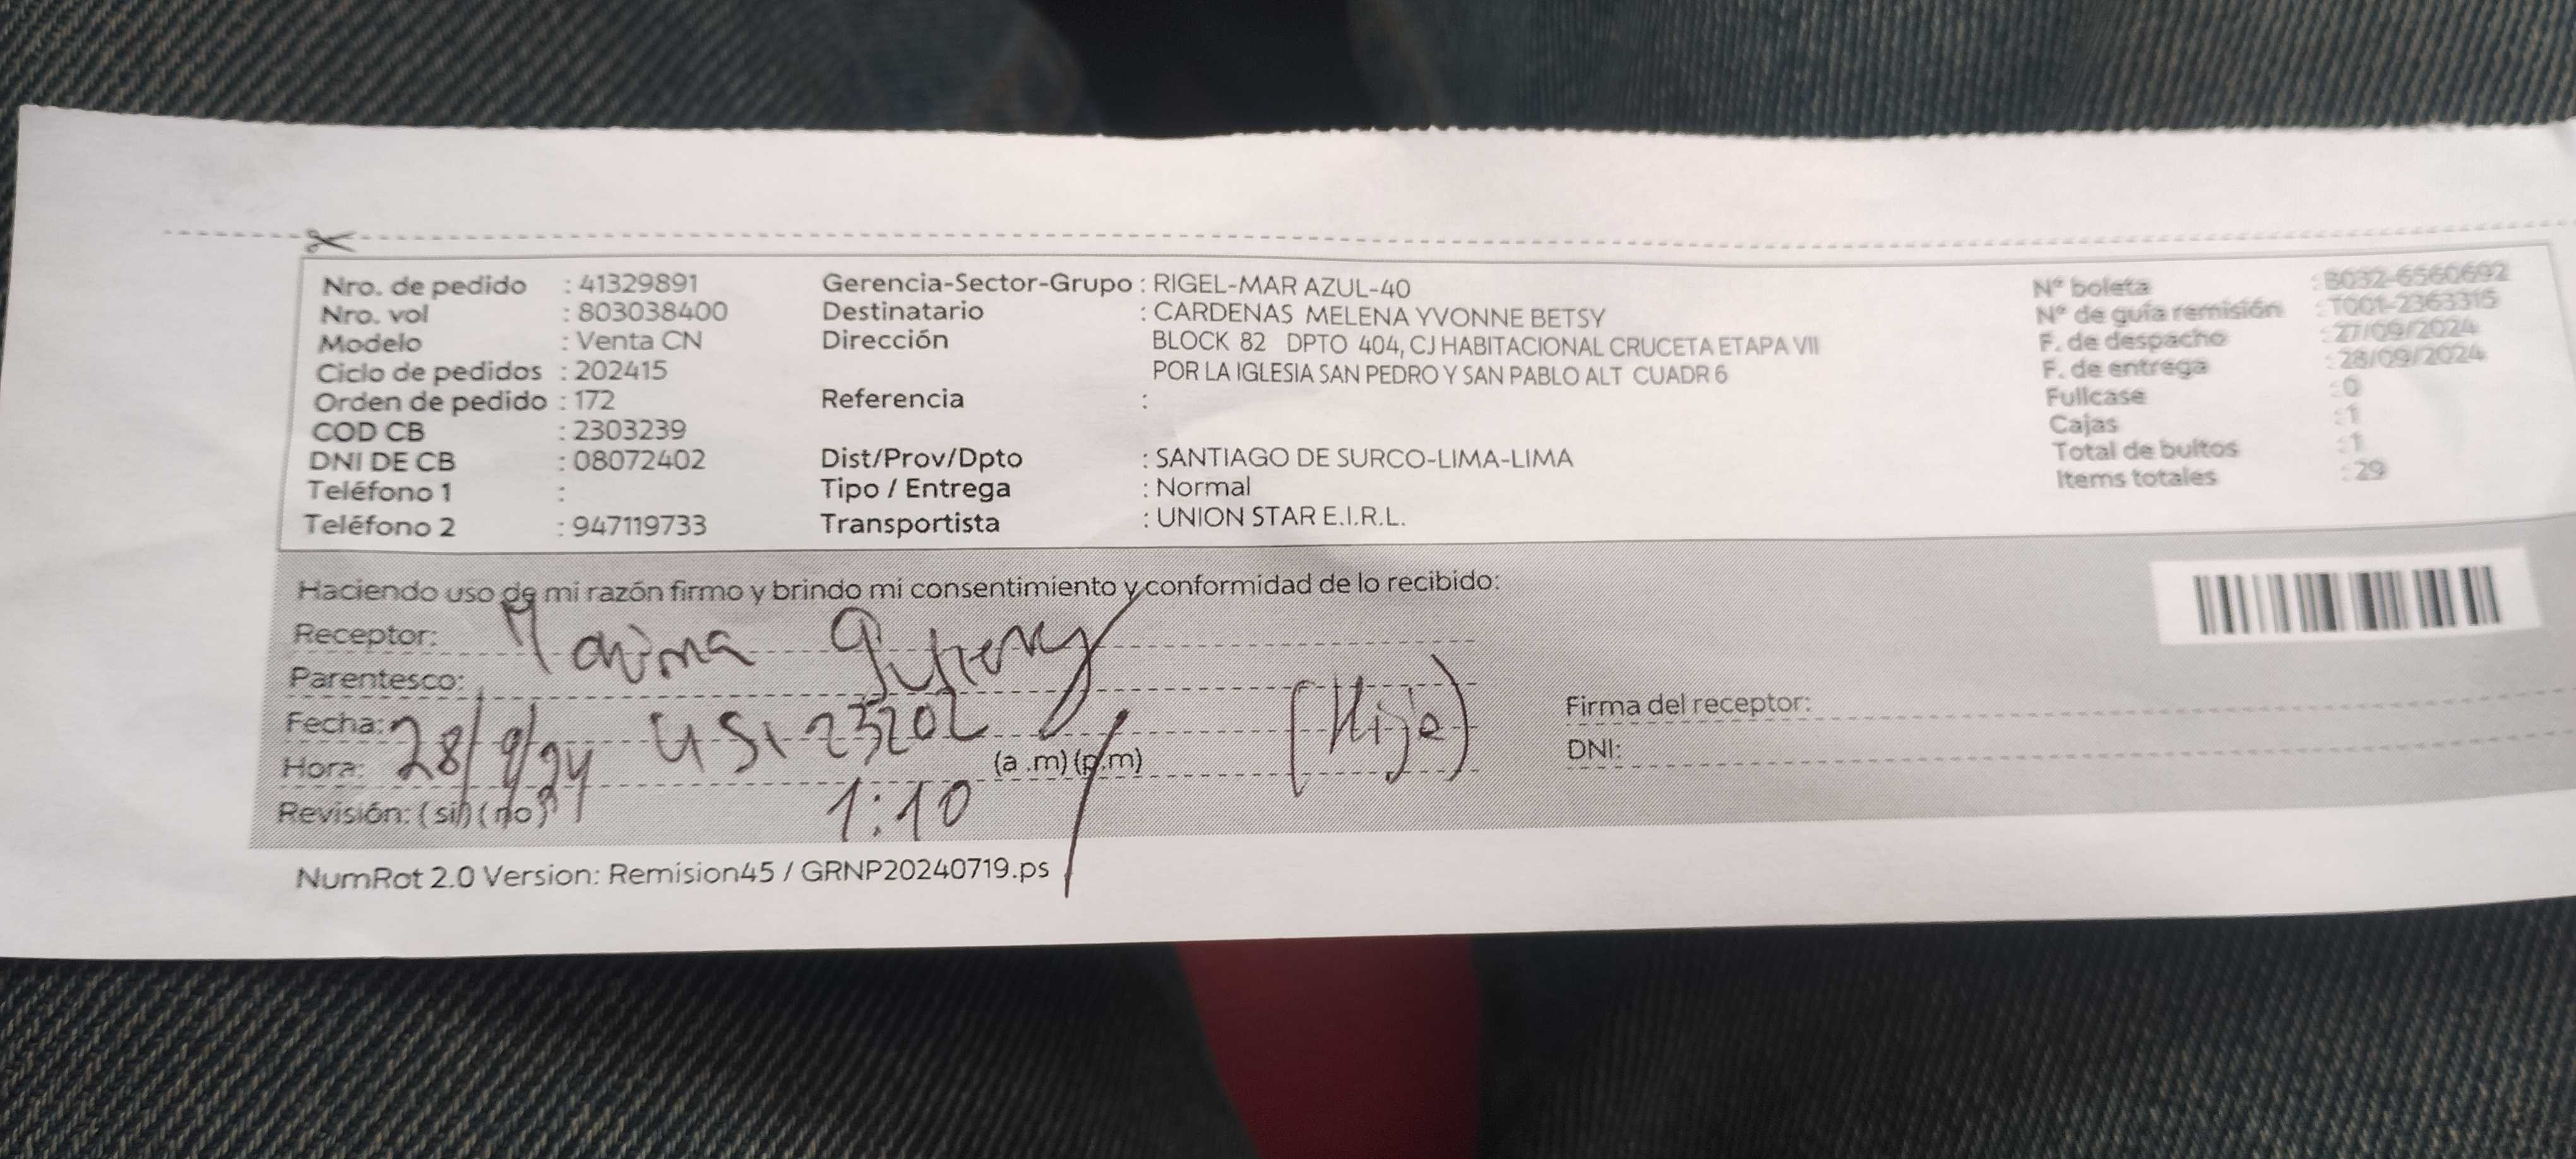 Nro. de pedido : 41329891
Nro. vol : 803038400
Modelo : Venta CN
Ciclo de pedidos : 202415
Orden de pedido : 172
COD CB : 2303239
DNI DE CB : 08072402
Teléfono 1 :
Teléfono 2 : 947119733
Gerencia-Sector-Grupo : RIGEL-MAR AZUL-40
Destinatario : CARDENAS MELENA YVONNE BETSY
Dirección BLOCK 82 DPTO 404, CJ HABITACIONAL CRUCETA ETAPA VII
POR LA IGLESIA SAN PEDRO Y SAN PABLO ALT CUADR 6
Referencia :
Dist/Prov/Dpto : SANTIAGO DE SURCO-LIMA-LIMA
Tipo / Entrega : Normal
Transportista : UNION STAR E.I.R.L.
N° boleta : B032-6560692
N° de guía remisión : T001-2363315
F. de despacho : 27/09/2024
F. de entrega : 28/09/2024
Fullcase : 0
Cajas : 1
Total de bultos : 1
Items totales : 29
Haciendo uso de mi razón firmo y brindo mi consentimiento y conformidad de lo recibido:
Receptor:
Parentesco: (Hija)
Fecha: 28/9/24
Hora: (a .m) (p.m)
1:10
Revisión: (si) (no)
Firma del receptor:
DNI:
NumRot 2.0 Version: Remision45 / GRNP20240719.ps